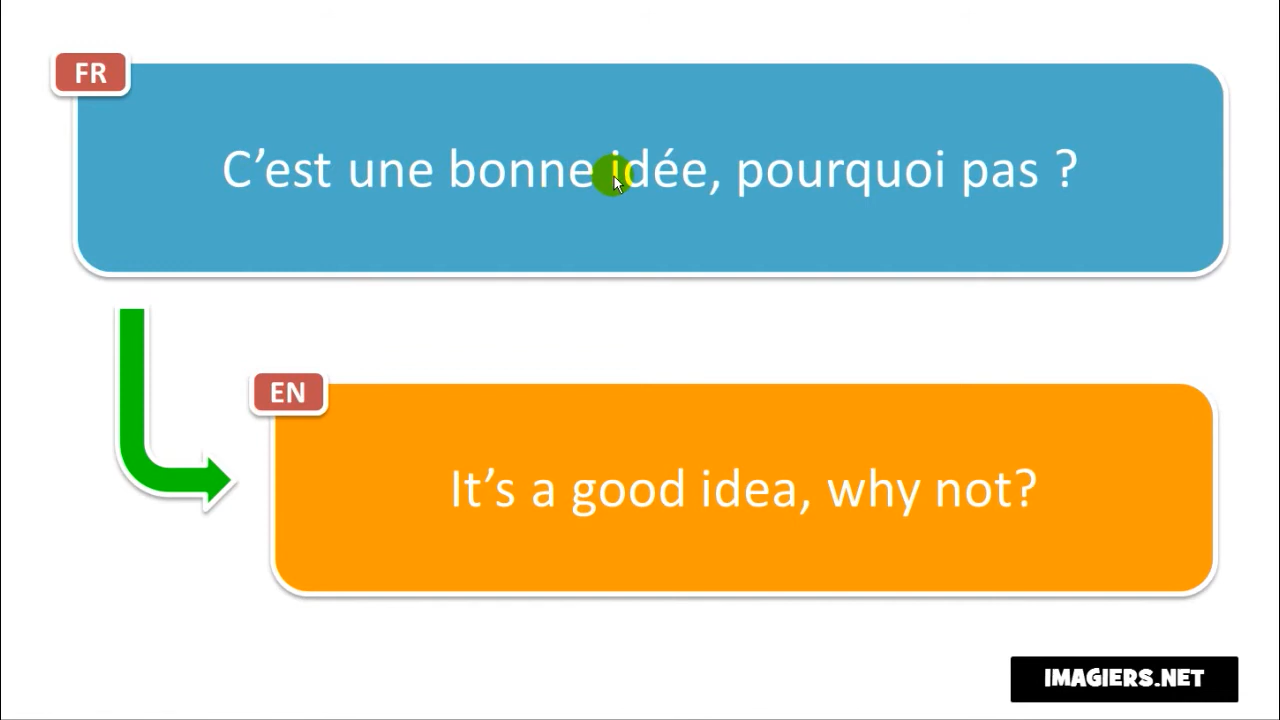 FR
C’est une bonne idée, pourquoi pas ?
EN
It’s a good idea, why not?
IMAGIERS.NET